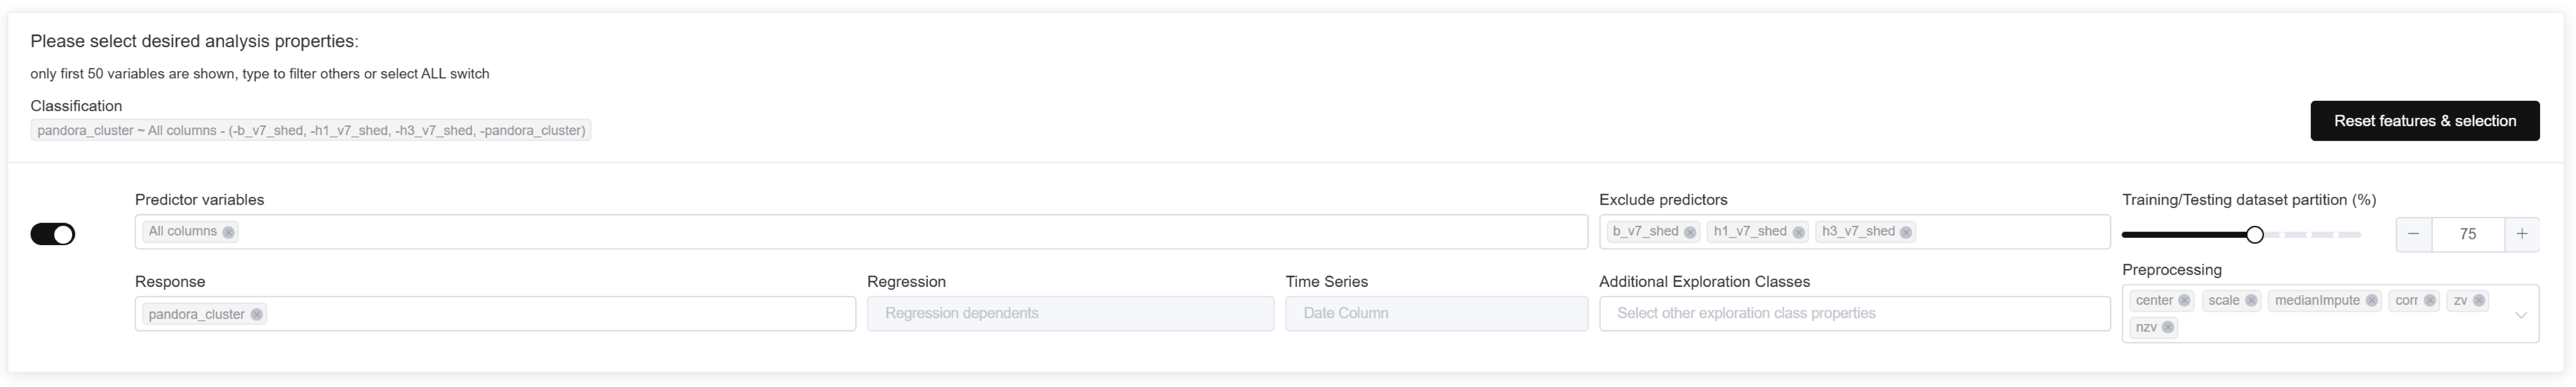 Please select desired analysis properties:
only first 50 variables are shown, type to filter others or select ALL switch
Classification
pandora_cluster ~ All columns - (-b_v7_shed, -h1_v7_shed, -h3_v7_shed, -pandora_cluster)
Reset features & selection
Predictor variables
All columns
Exclude predictors
b_v7_shed h1_v7_shed h3_v7_shed
Training/Testing dataset partition (%)
75
Response
pandora_cluster
Regression
Regression dependents
Time Series
Date Column
Additional Exploration Classes
Select other exploration class properties
Preprocessing
center scale medianImpute corr zv
nzv